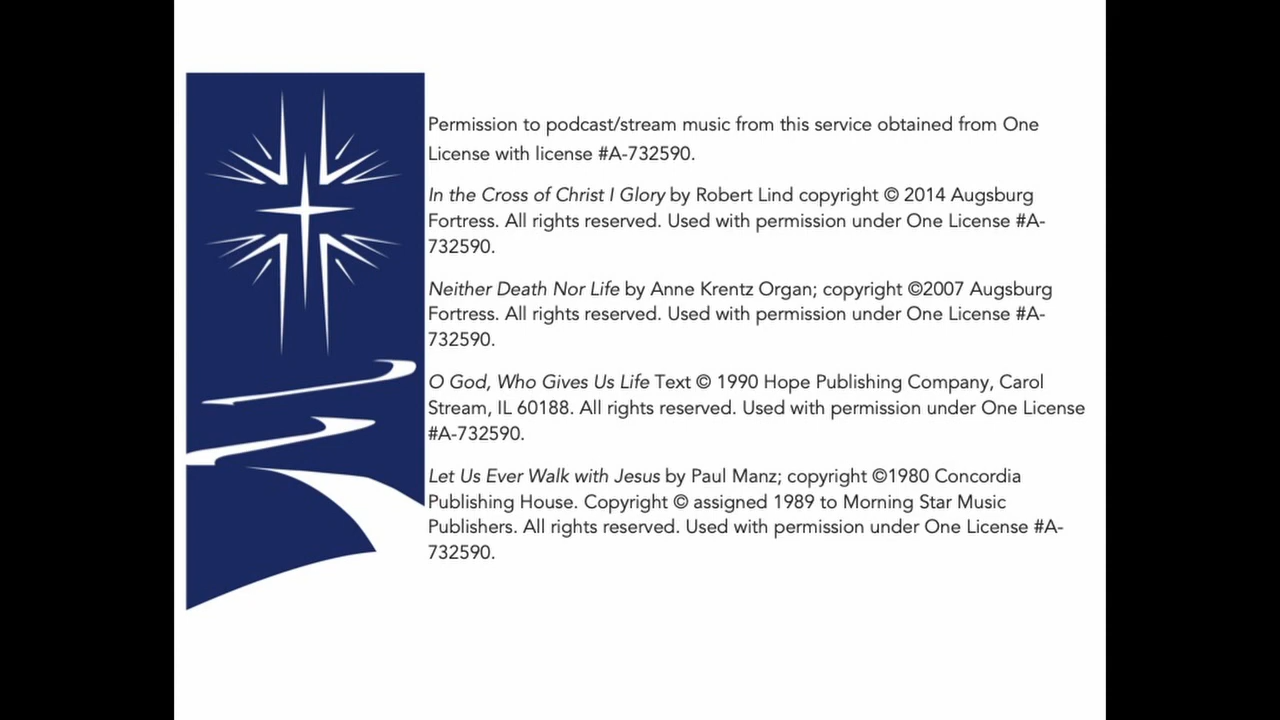 Permission to podcast/stream music from this service obtained from One
License with license #A-732590.
In the Cross of Christ I Glory by Robert Lind copyright © 2014 Augsburg
Fortress. All rights reserved. Used with permission under One License #A-
732590.
Neither Death Nor Life by Anne Krentz Organ; copyright ©2007 Augsburg
Fortress. All rights reserved. Used with permission under One License #A-
732590.
O God, Who Gives Us Life Text © 1990 Hope Publishing Company, Carol
Stream, IL 60188. All rights reserved. Used with permission under One License
#A-732590.
Let Us Ever Walk with Jesus by Paul Manz; copyright ©1980 Concordia
Publishing House. Copyright © assigned 1989 to Morning Star Music
Publishers. All rights reserved. Used with permission under One License #A-
732590.